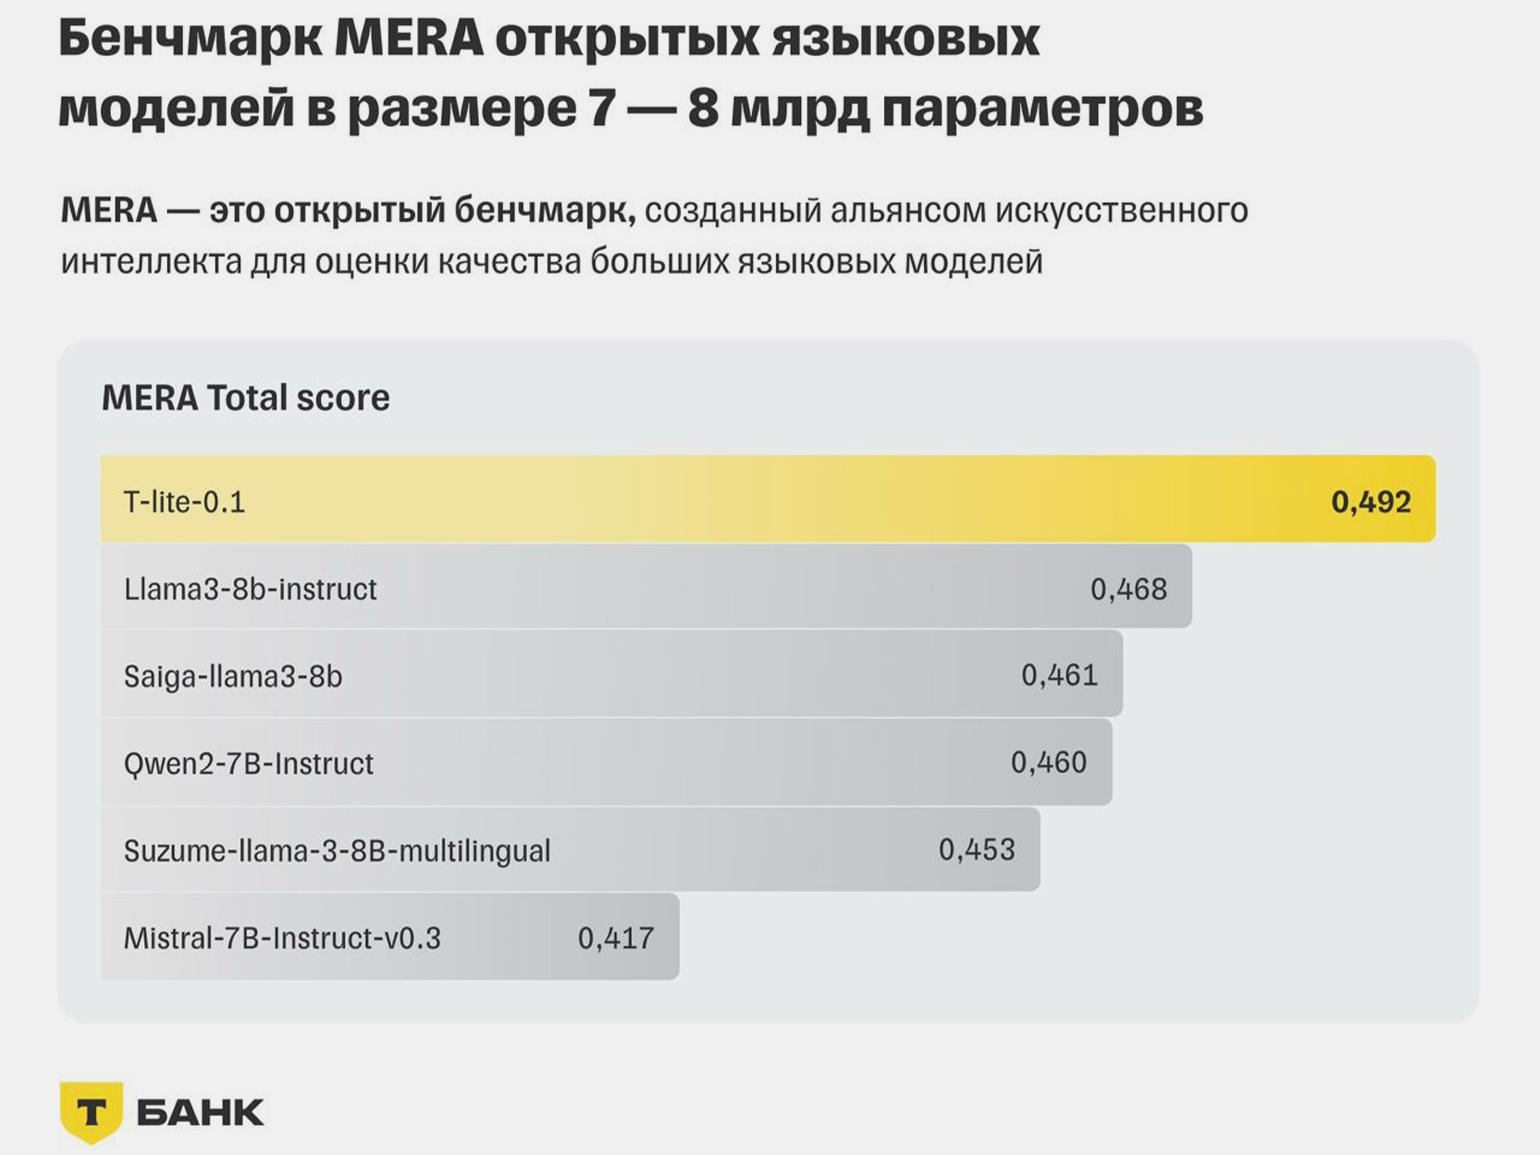 Бенчмарк MERA открытых языковых
моделей в размере 7 — 8 млрд параметров
MERA — это открытый бенчмарк, созданный альянсом искусственного
интеллекта для оценки качества больших языковых моделей
MERA Total score
T-lite-0.1 0,492
Llama3-8b-instruct 0,468
Saiga-llama3-8b 0,461
Qwen2-7B-Instruct 0,460
Suzume-llama-3-8B-multilingual 0,453
Mistral-7B-Instruct-v0.3 0,417
Т БАНК